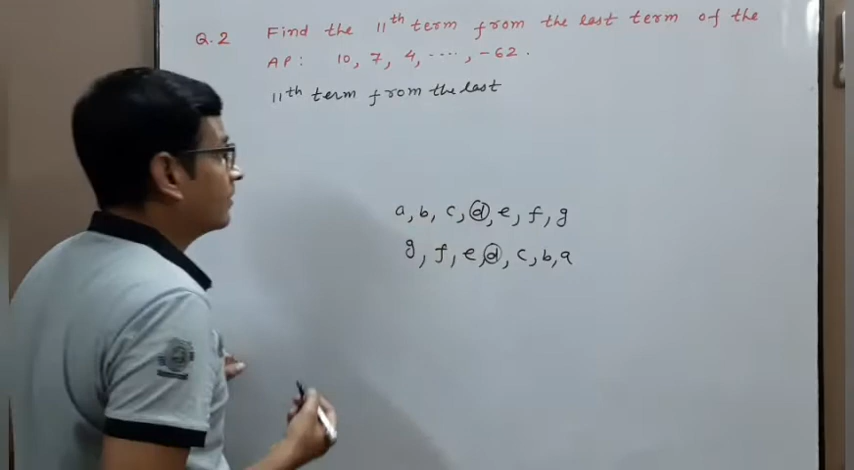 Q.2 Find the 11th term from the last term of the
AP: 10, 7, 4, ...., -62.
11th term from the last
a, b, c, d, e, f, g
g, f, e, d, c, b, a